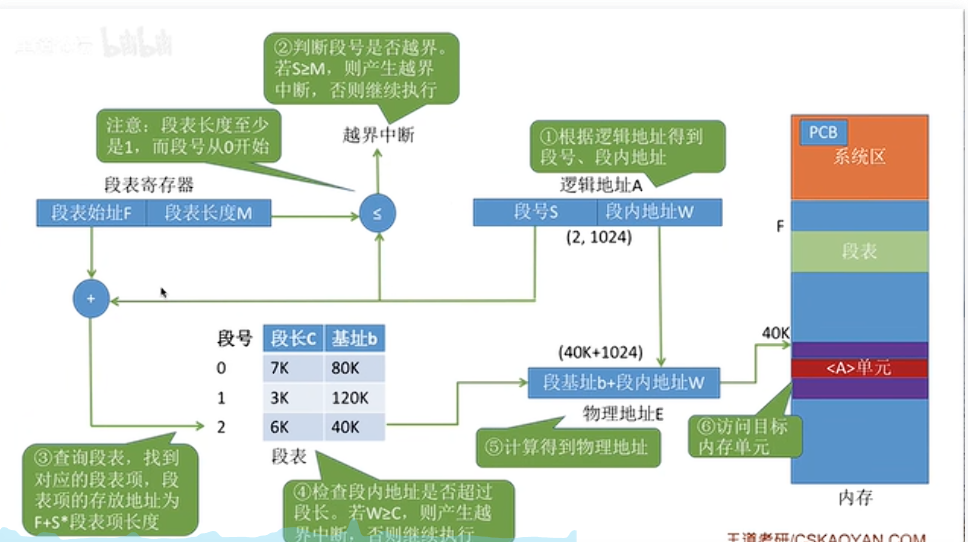 bilibili
②判断段号是否越界。
若S≥M，则产生越界
中断，否则继续执行
注意：段表长度至少
是1，而段号从0开始
越界中断
①根据逻辑地址得到
段号、段内地址
PCB
系统区
段表寄存器
逻辑地址A
段表始址F 段表长度M
≤
段号S 段内地址W
(2, 1024)
F
段表
+
段号 段长C 基址b
0 7K 80K
1 3K 120K
2 6K 40K
段表
(40K+1024)
40K
段基址b+段内地址W
<A>单元
物理地址E
③查询段表，找到
对应的段表项，段
表项的存放地址为
F+S*段表项长度
④检查段内地址是否超过
段长。若W≥C，则产生越
界中断，否则继续执行
⑤计算得到物理地址
⑥访问目标
内存单元
内存
王道考研/CSKAOYAN.COM